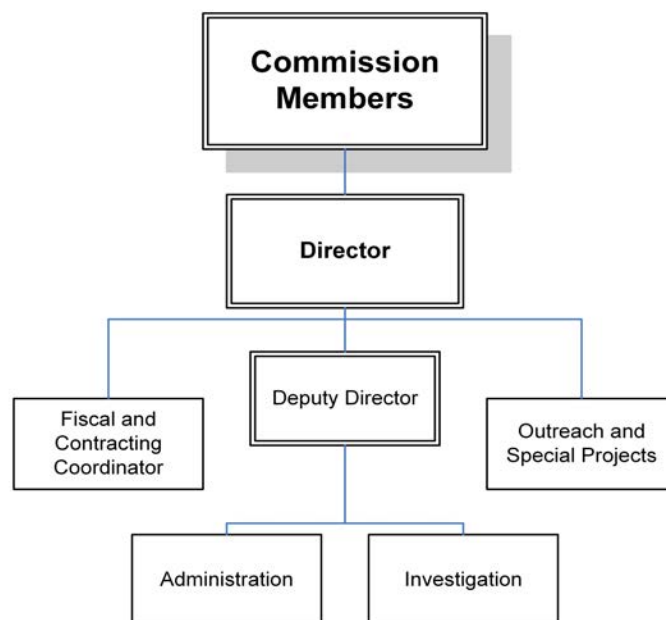 Commission
Members
Director
Deputy Director
Fiscal and
Contracting
Coordinator
Outreach and
Special Projects
Administration
Investigation